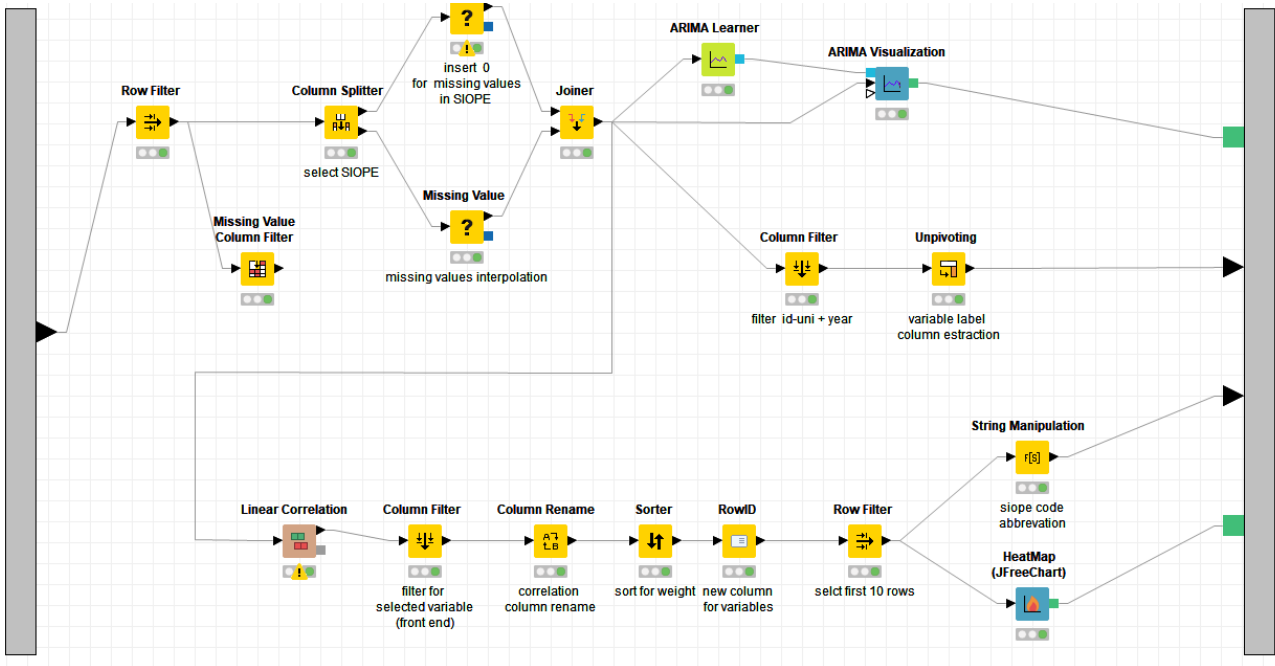 ARIMA Learner
ARIMA Visualization
?
insert 0
for missing values
in SIOPE
Row Filter
Column Splitter
Joiner
select SIOPE
Missing Value
?
missing values interpolation
Missing Value
Column Filter
Column Filter
Unpivoting
filter id-uni + year
variable label
column extraction
String Manipulation
F[S]
siope code
abbrevation
Linear Correlation
Column Filter
Column Rename
Sorter
RowID
Row Filter
filter for
selected variable
(front end)
correlation
column rename
sort for weight
new column
for variables
selct first 10 rows
HeatMap
(JFreeChart)